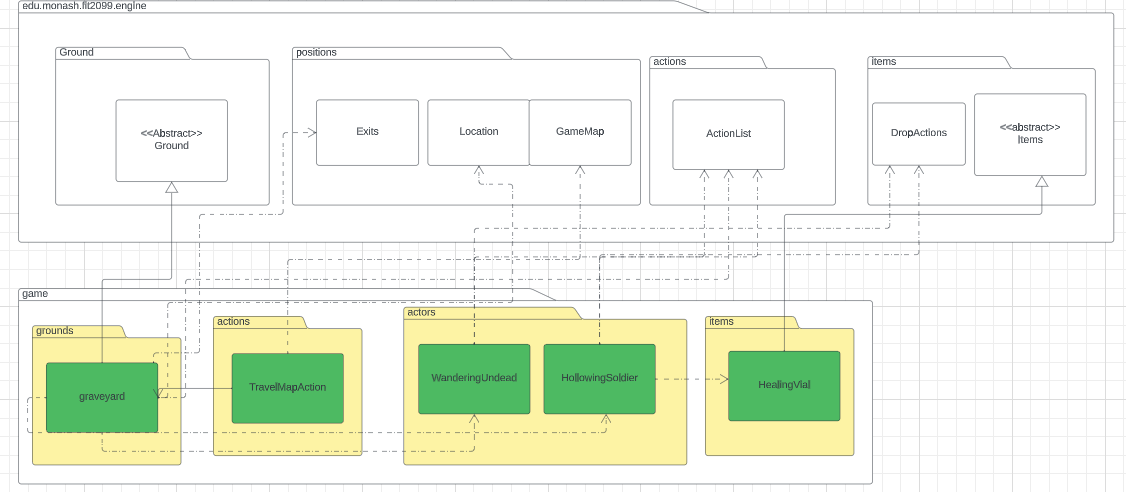 edu.monash.fit2099.engine
Ground
<<Abstract>>
Ground
positions
Exits
Location
GameMap
actions
ActionList
items
DropActions
<<abstract>>
Items
game
grounds
graveyard
actions
TravelMapAction
actors
WanderingUndead
HollowingSoldier
items
HealingVial